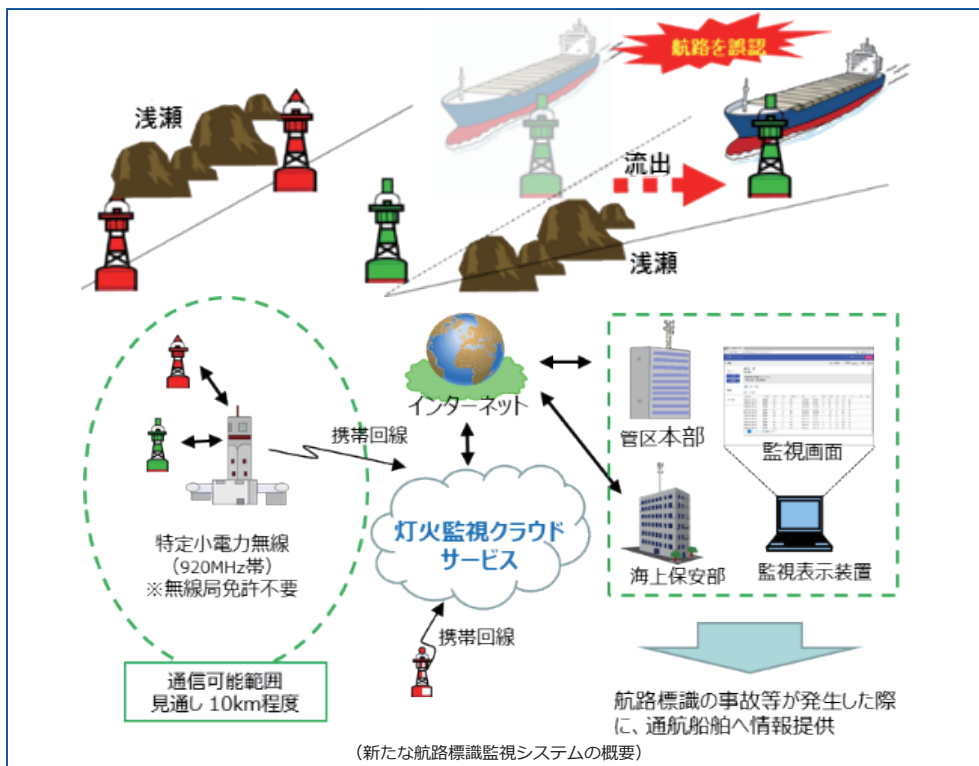 航路を誤認
浅瀬
流出
浅瀬
インターネット
管区本部
監視画面
携帯回線
特定小電力無線
（920MHz帯）
※無線局免許不要
灯火監視クラウド
サービス
海上保安部
監視表示装置
携帯回線
通信可能範囲
見通し 10km程度
航路標識の事故等が発生した際
に、通航船舶へ情報提供
（新たな航路標識監視システムの概要）